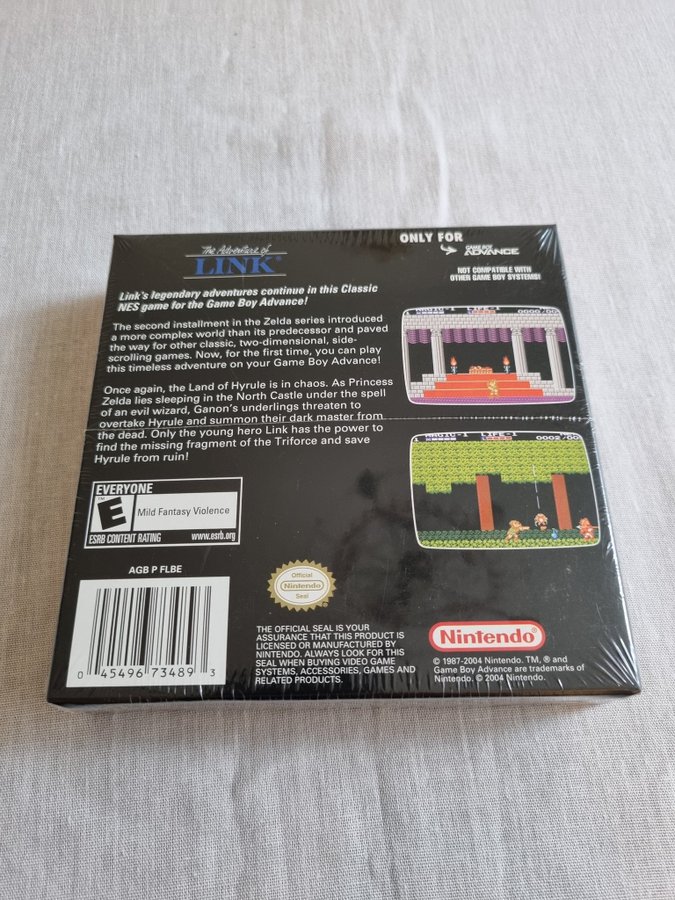 The Adventure of
LINK®
ONLY FOR
GAME BOY
ADVANCE
NOT COMPATIBLE WITH
OTHER GAME BOY SYSTEMS!
Link's legendary adventures continue in this Classic
NES game for the Game Boy Advance!
The second installment in the Zelda series introduced
a more complex world than its predecessor and paved
the way for other classic, two-dimensional, side-
scrolling games. Now, for the first time, you can play
this timeless adventure on your Game Boy Advance!
Once again, the Land of Hyrule is in chaos. As Princess
Zelda lies sleeping in the North Castle under the spell
of an evil wizard, Ganon's underlings threaten to
overtake Hyrule and summon their dark master from
the dead. Only the young hero Link has the power to
find the missing fragment of the Triforce and save
Hyrule from ruin!
EVERYONE
E
Mild Fantasy Violence
ESRB CONTENT RATING www.esrb.org
AGB P FLBE
0 45496 73489 3
Official
Nintendo
Seal
THE OFFICIAL SEAL IS YOUR
ASSURANCE THAT THIS PRODUCT IS
LICENSED OR MANUFACTURED BY
NINTENDO. ALWAYS LOOK FOR THIS
SEAL WHEN BUYING VIDEO GAME
SYSTEMS, ACCESSORIES, GAMES AND
RELATED PRODUCTS.
Nintendo®
© 1987-2004 Nintendo. TM, ® and
Game Boy Advance are trademarks of
Nintendo. © 2004 Nintendo.